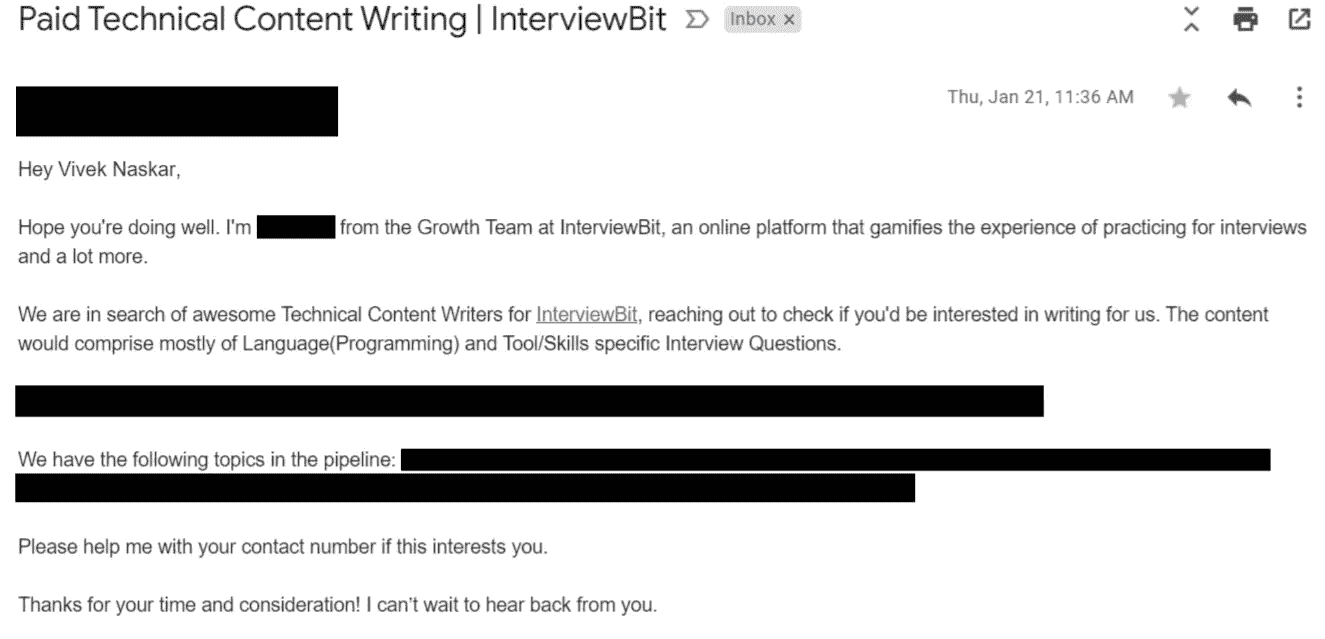 Paid Technical Content Writing | InterviewBit Inbox ×
Thu, Jan 21, 11:36 AM
Hey Vivek Naskar,
Hope you're doing well. I'm from the Growth Team at InterviewBit, an online platform that gamifies the experience of practicing for interviews
and a lot more.
We are in search of awesome Technical Content Writers for InterviewBit, reaching out to check if you'd be interested in writing for us. The content
would comprise mostly of Language(Programming) and Tool/Skills specific Interview Questions.
We have the following topics in the pipeline:
Please help me with your contact number if this interests you.
Thanks for your time and consideration! I can't wait to hear back from you.